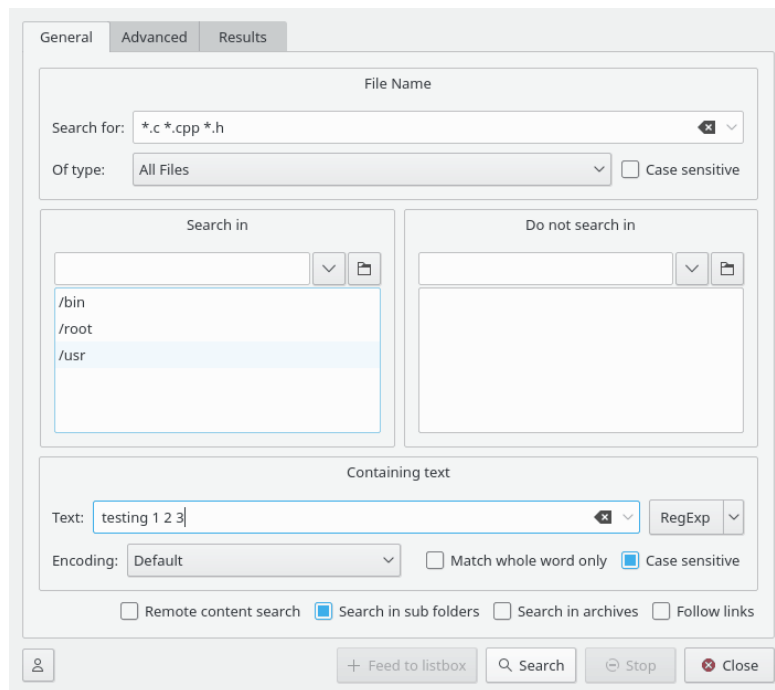 General Advanced Results
File Name
Search for: *.c *.cpp *.h
Of type: All Files Case sensitive
Search in Do not search in
/bin
/root
/usr
Containing text
Text: testing 1 2 3 RegExp
Encoding: Default Match whole word only Case sensitive
Remote content search Search in sub folders Search in archives Follow links
Feed to listbox Search Stop Close